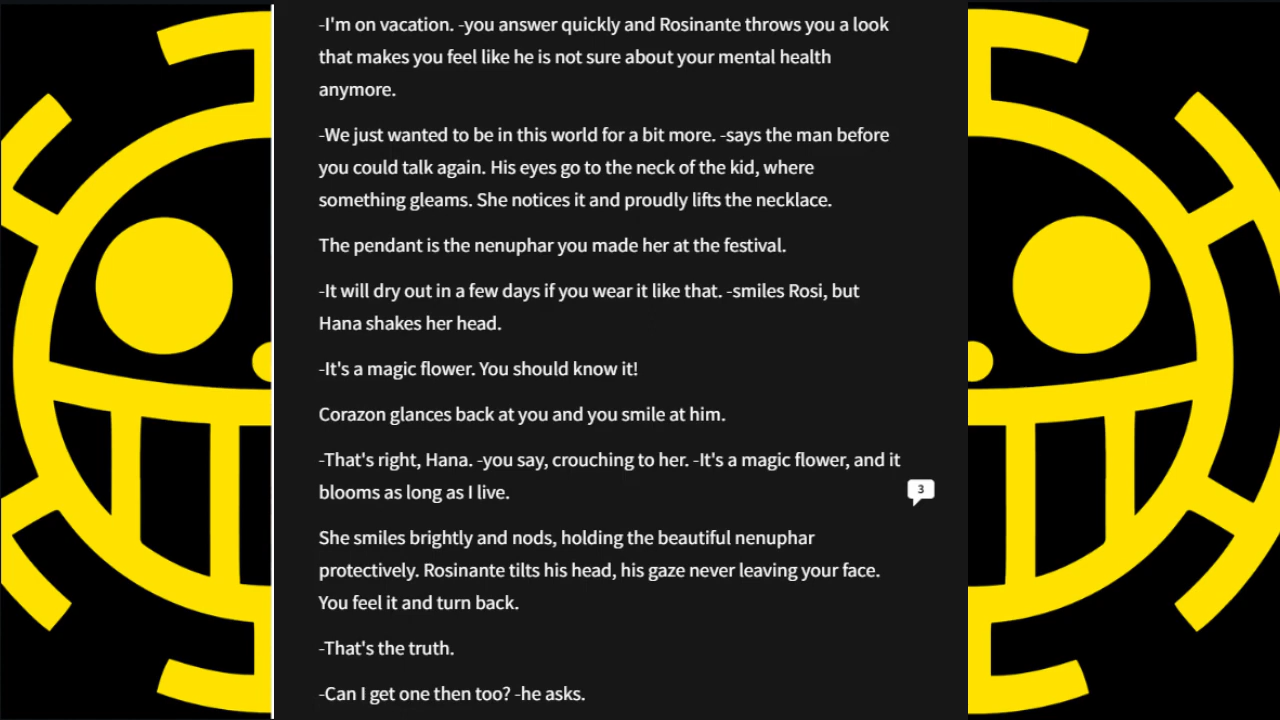 -I'm on vacation. -you answer quickly and Rosinante throws you a look
that makes you feel like he is not sure about your mental health
anymore.
-We just wanted to be in this world for a bit more. -says the man before
you could talk again. His eyes go to the neck of the kid, where
something gleams. She notices it and proudly lifts the necklace.
The pendant is the nenuphar you made her at the festival.
-It will dry out in a few days if you wear it like that. -smiles Rosi, but
Hana shakes her head.
-It's a magic flower. You should know it!
Corazon glances back at you and you smile at him.
-That's right, Hana. -you say, crouching to her. -It's a magic flower, and it
blooms as long as I live.
3
She smiles brightly and nods, holding the beautiful nenuphar
protectively. Rosinante tilts his head, his gaze never leaving your face.
You feel it and turn back.
-That's the truth.
-Can I get one then too? -he asks.